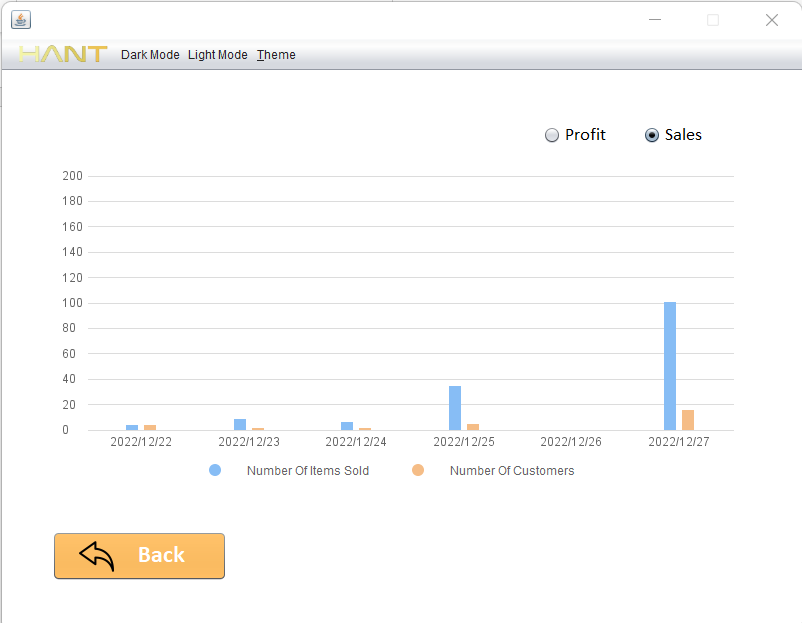 HANT Dark Mode Light Mode Theme
Profit Sales
200
180
160
140
120
100
80
60
40
20
0
2022/12/22 2022/12/23 2022/12/24 2022/12/25 2022/12/26 2022/12/27
Number Of Items Sold Number Of Customers
Back